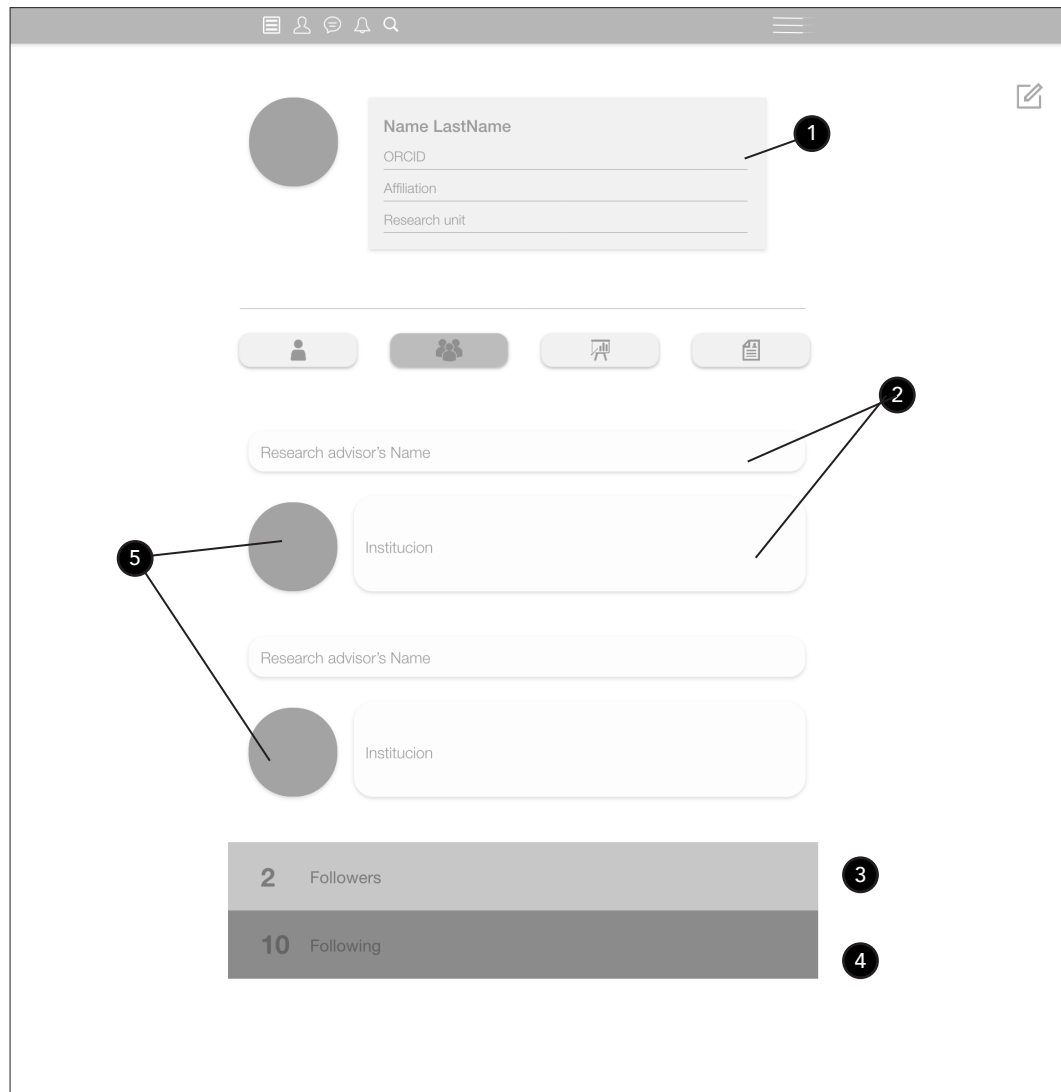 Name LastName
ORCID
1
Affiliation
Research unit
2
Research advisor's Name
Institucion
5
Research advisor's Name
Institucion
2 Followers
3
10 Following
4